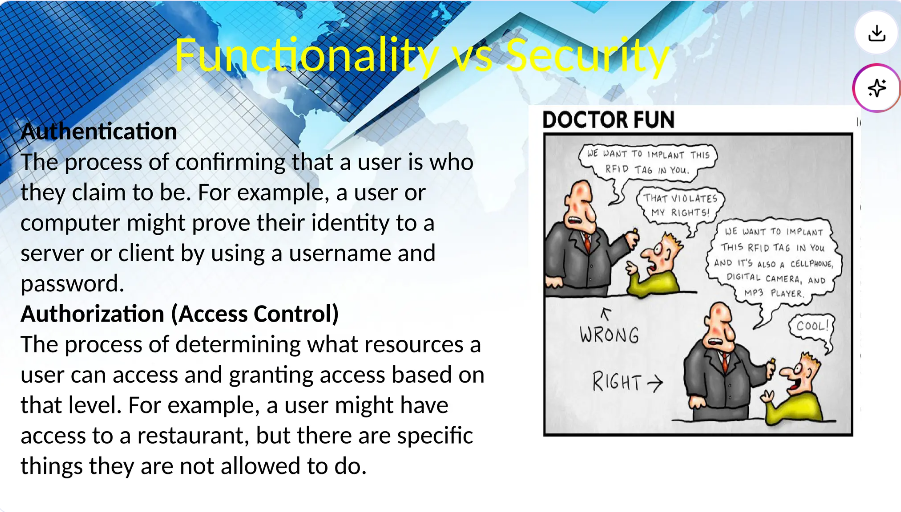 Functionality vs Security
Authentication
The process of confirming that a user is who
they claim to be. For example, a user or
computer might prove their identity to a
server or client by using a username and
password.
Authorization (Access Control)
The process of determining what resources a
user can access and granting access based on
that level. For example, a user might have
access to a restaurant, but there are specific
things they are not allowed to do.
DOCTOR FUN
WE WANT TO IMPLANT THIS
RFID TAG IN YOU.
THAT VIOLATES
MY RIGHTS!
WE WANT TO IMPLANT
THIS RFID TAG IN YOU
AND IT'S ALSO A CELLPHONE,
DIGITAL CAMERA, AND
MP3 PLAYER.
COOL!
WRONG
RIGHT →